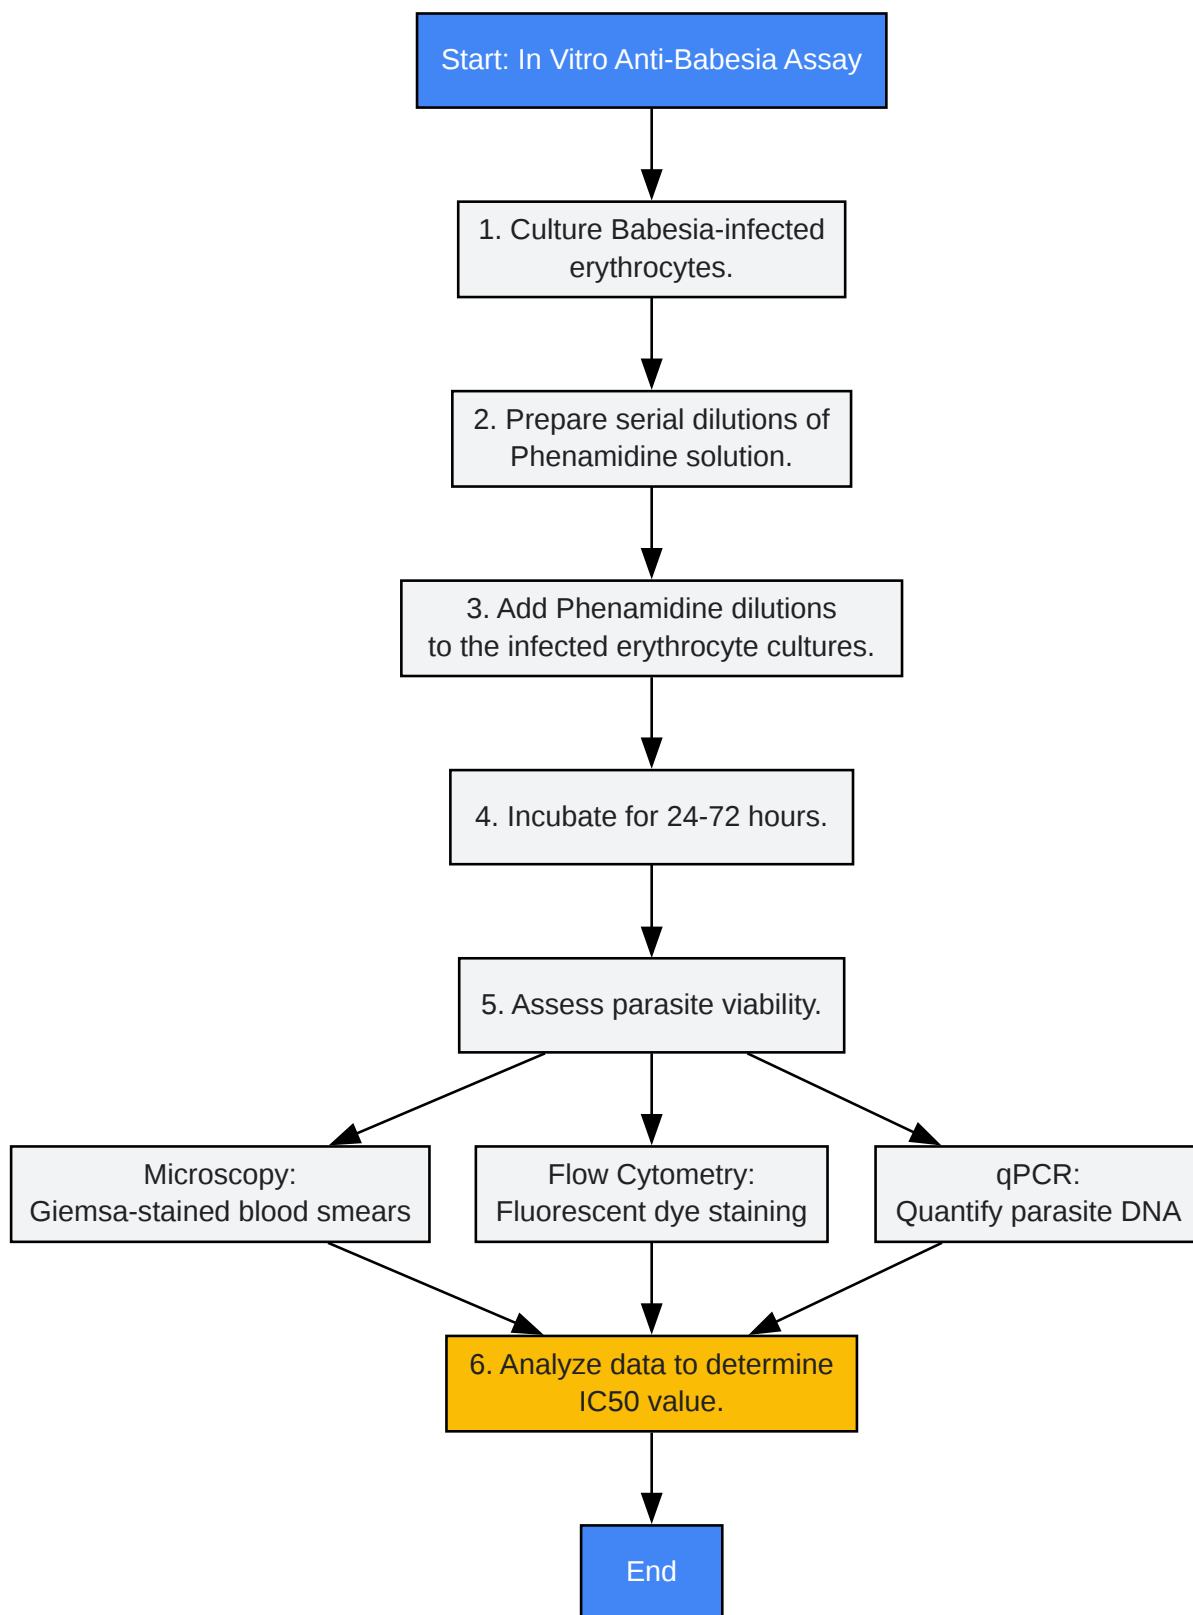 Start: In Vitro Anti-Babesia Assay
1. Culture Babesia-infected
erythrocytes.
2. Prepare serial dilutions of
Phenamidine solution.
3. Add Phenamidine dilutions
to the infected erythrocyte cultures.
4. Incubate for 24-72 hours.
5. Assess parasite viability.
Microscopy:
Giemsa-stained blood smears
Flow Cytometry:
Fluorescent dye staining
qPCR:
Quantify parasite DNA
6. Analyze data to determine
IC50 value.
End